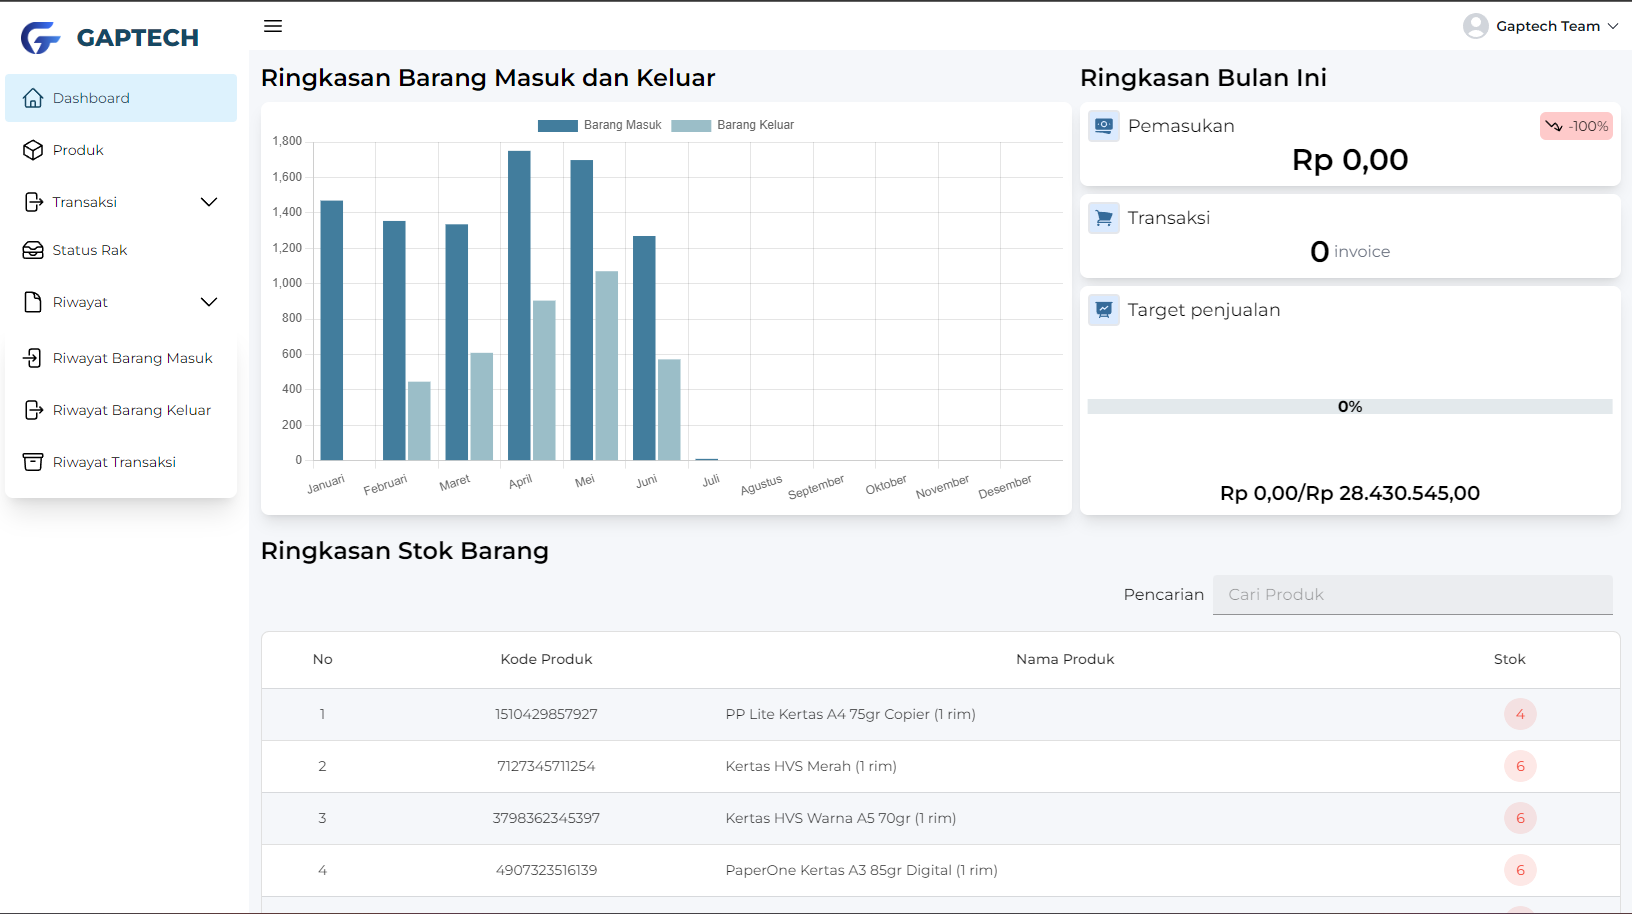 GAPTECH
Dashboard
Produk
Transaksi
Status Rak
Riwayat
Riwayat Barang Masuk
Riwayat Barang Keluar
Riwayat Transaksi
Gaptech Team
Ringkasan Barang Masuk dan Keluar
Barang Masuk Barang Keluar
1,800
1,600
1,400
1,200
1,000
800
600
400
200
0
Januari Februari Maret April Mei Juni Juli Agustus September Oktober November Desember
Ringkasan Bulan Ini
Pemasukan -100%
Rp 0,00
Transaksi
0 invoice
Target penjualan
0%
Rp 0,00/Rp 28.430.545,00
Ringkasan Stok Barang
Pencarian Cari Produk
No Kode Produk Nama Produk Stok
1 1510429857927 PP Lite Kertas A4 75gr Copier (1 rim) 4
2 7127345711254 Kertas HVS Merah (1 rim) 6
3 3798362345397 Kertas HVS Warna A5 70gr (1 rim) 6
4 4907323516139 PaperOne Kertas A3 85gr Digital (1 rim) 6